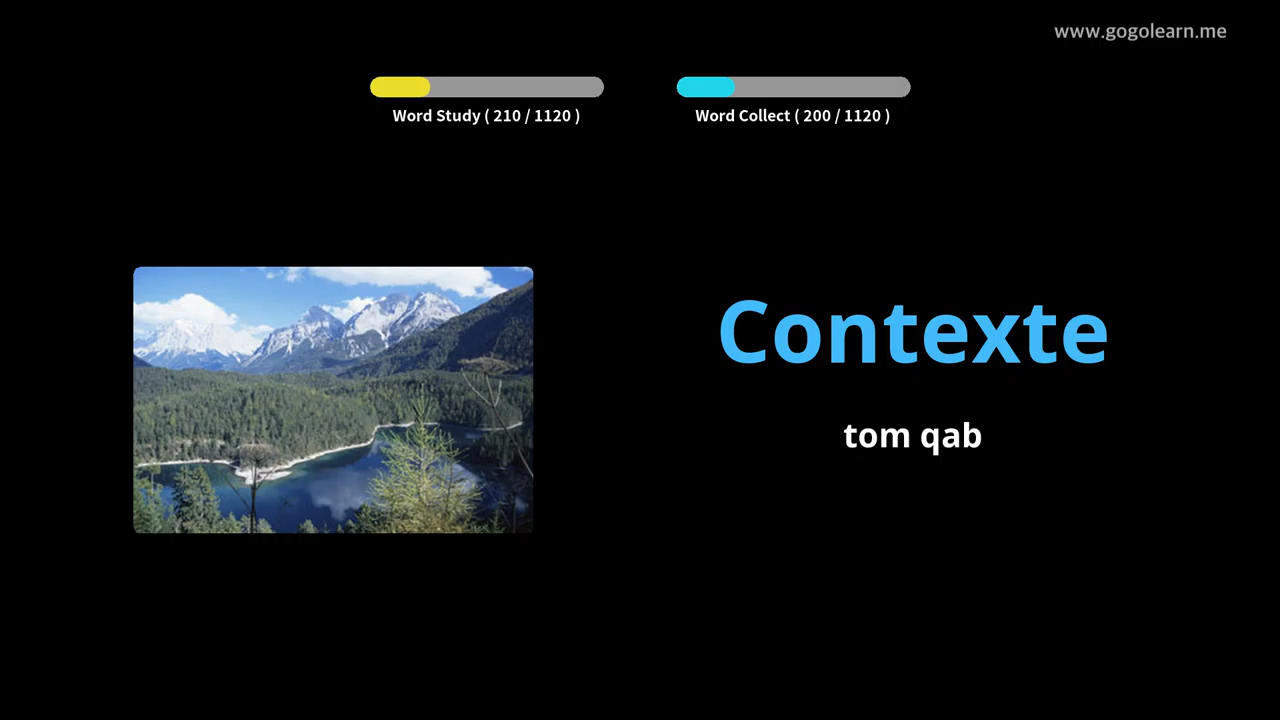 www.gogolearn.me
Word Study ( 210 / 1120 )
Word Collect ( 200 / 1120 )
Contexte
tom qab